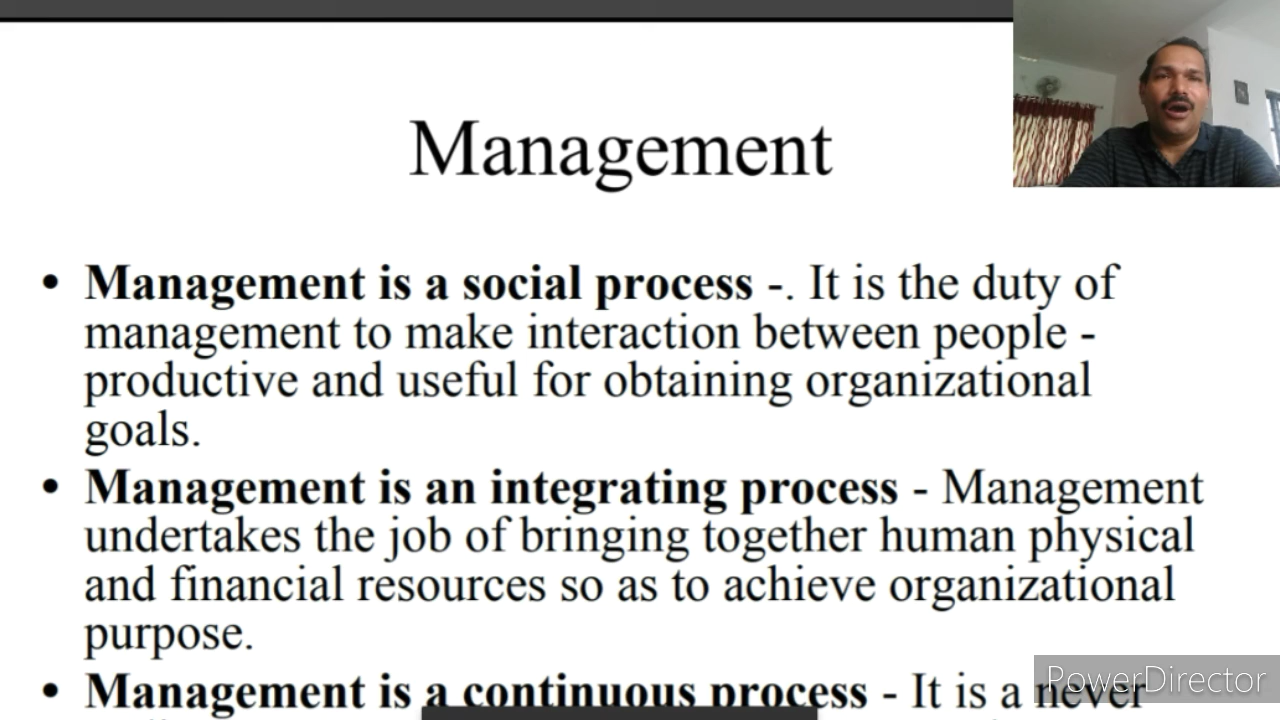 Management
• Management is a social process -. It is the duty of
management to make interaction between people -
productive and useful for obtaining organizational
goals.
• Management is an integrating process - Management
undertakes the job of bringing together human physical
and financial resources so as to achieve organizational
purpose.
• Management is a continuous process - It is a never
PowerDirector